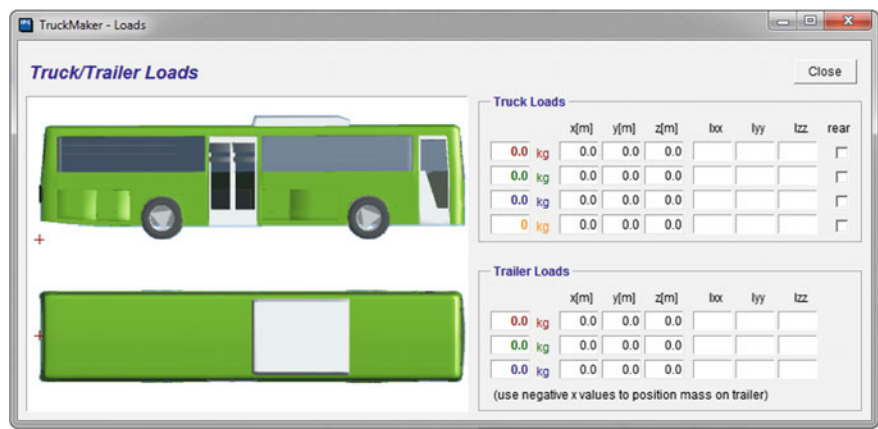 TruckMaker - Loads
Truck/Trailer Loads
Close
Truck Loads
x[m] y[m] z[m] Ixx Iyy Izz rear
0.0 kg 0.0 0.0 0.0
0.0 kg 0.0 0.0 0.0
0.0 kg 0.0 0.0 0.0
0 kg 0.0 0.0 0.0
Trailer Loads
x[m] y[m] z[m] Ixx Iyy Izz
0.0 kg 0.0 0.0 0.0
0.0 kg 0.0 0.0 0.0
0.0 kg 0.0 0.0 0.0
(use negative x values to position mass on trailer)